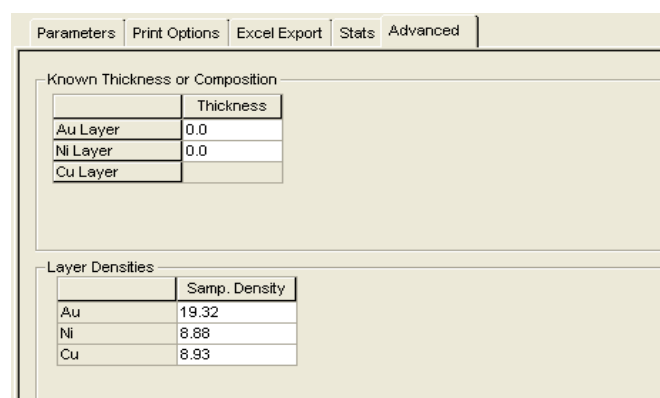 Parameters Print Options Excel Export Stats Advanced
Known Thickness or Composition
Thickness
Au Layer 0.0
Ni Layer 0.0
Cu Layer
Layer Densities
Samp. Density
Au 19.32
Ni 8.88
Cu 8.93